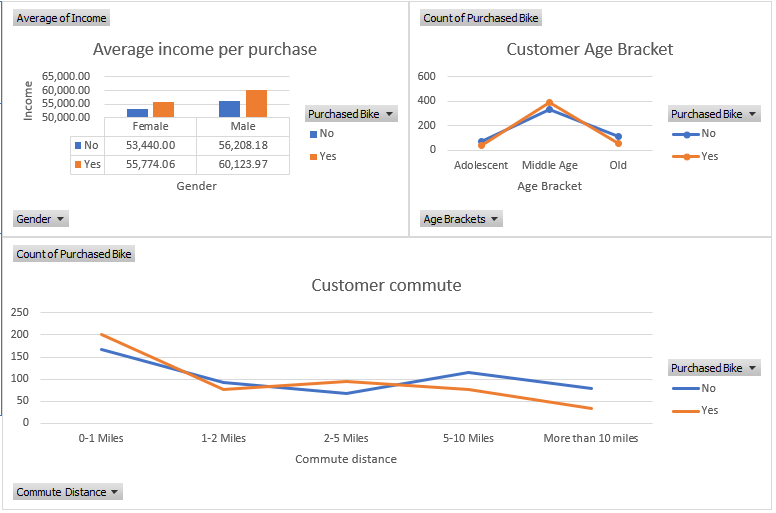 Average of Income
Average income per purchase
Income
65,000.00
60,000.00
55,000.00
50,000.00
Female Male
No 53,440.00 56,208.18
Yes 55,774.06 60,123.97
Gender
Purchased Bike
No
Yes
Gender
Count of Purchased Bike
Customer Age Bracket
600
400
200
0
Adolescent Middle Age Old
Age Bracket
Purchased Bike
No
Yes
Age Brackets
Count of Purchased Bike
Customer commute
250
200
150
100
50
0
0-1 Miles 1-2 Miles 2-5 Miles 5-10 Miles More than 10 miles
Commute distance
Purchased Bike
No
Yes
Commute Distance